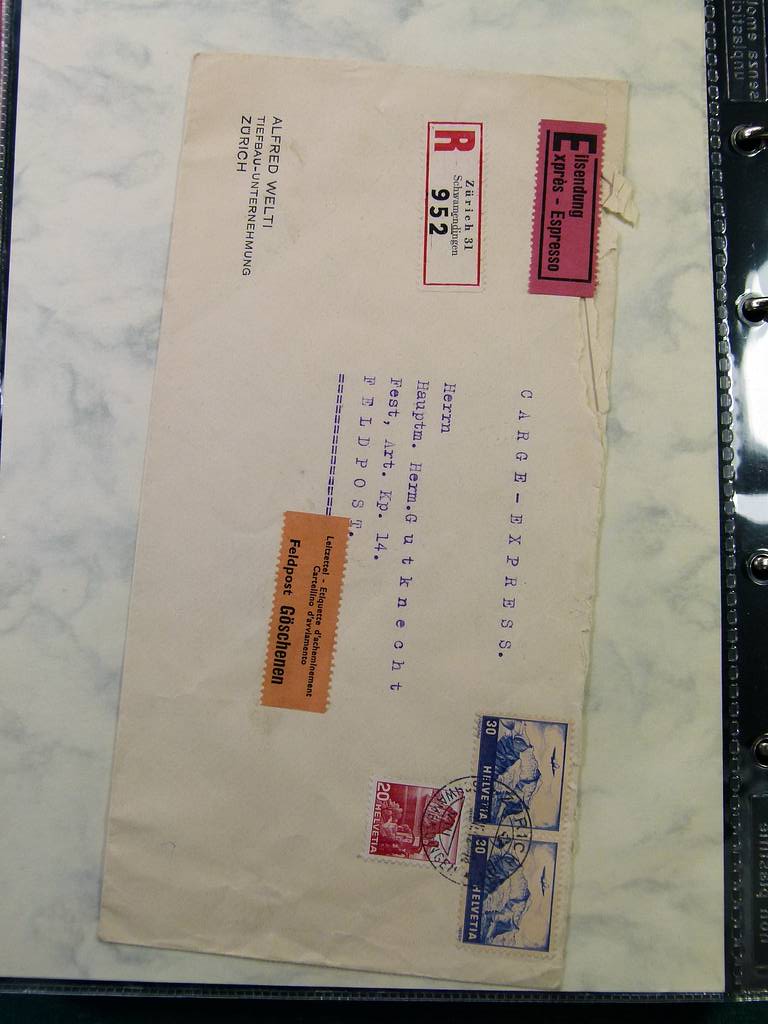 Eilsendung
Exprès - Espresso
R
Zürich 31
Schwamendingen
952
ALFRED WELTI
TIEFBAU-UNTERNEHMUNG
ZÜRICH
CARGE-EXPRESS.
Herrn
Hauptm. Herm.Gutknecht
Fest, Art. Kp. 14.
FELDPOST.
================
Leitzettel - Etiquette d'acheminement
Cartellino d'avviamento
Feldpost Göschenen
30
HELVETIA
30
HELVETIA
20 HELVETIA